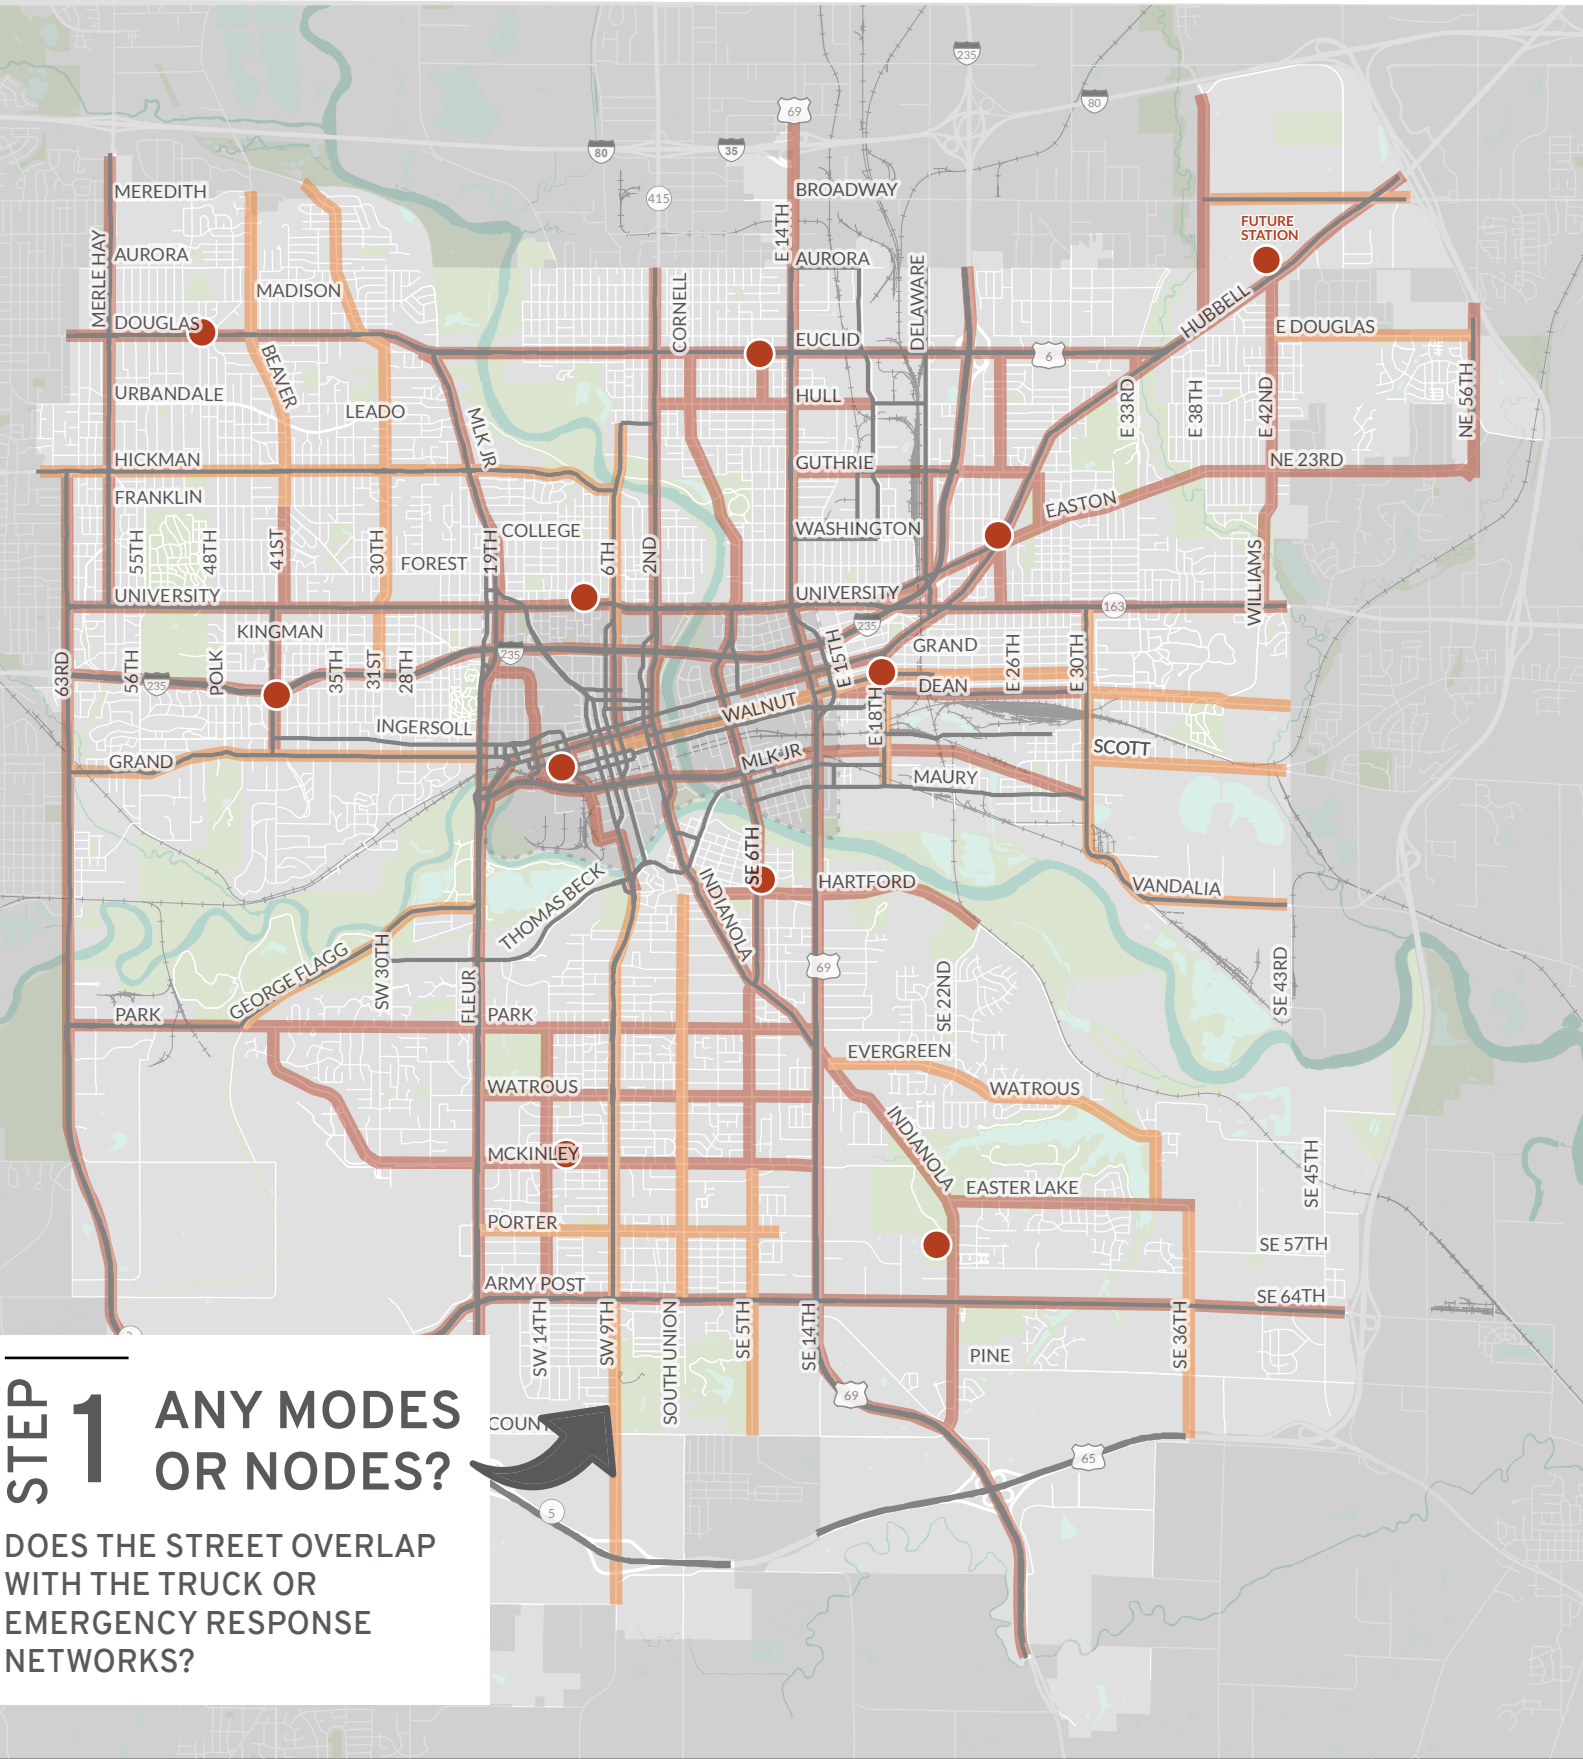 235
69
80
80
35
415
MEREDITH
BROADWAY
E 14TH
FUTURE
STATION
MERLE HAY
AURORA
AURORA
DELAWARE
MADISON
CORNELL
HUBBELL
DOUGLAS
EUCLID
6
E DOUGLAS
BEAVER
URBANDALE
HULL
LEADO
MLK JR
E 33RD
E 38TH
E 42ND
NE 56TH
HICKMAN
GUTHRIE
NE 23RD
FRANKLIN
EASTON
55TH
48TH
41ST
30TH
FOREST
19TH
COLLEGE
6TH
2ND
WASHINGTON
WILLIAMS
UNIVERSITY
UNIVERSITY
163
KINGMAN
235
235
GRAND
E 15TH
E 26TH
E 30TH
63RD
56TH
235
POLK
35TH
31ST
28TH
DEAN
WALNUT
E 18TH
INGERSOLL
GRAND
MLK JR
SCOTT
MAURY
SE 6TH
THOMAS BECK
INDIANOLA
HARTFORD
VANDALIA
GEORGE FLAGG
SW 30TH
FLEUR
69
SE 22ND
SE 43RD
PARK
PARK
EVERGREEN
WATROUS
WATROUS
INDIANOLA
MCKINLEY
SE 45TH
EASTER LAKE
PORTER
SE 57TH
ARMY POST
SE 64TH
SW 14TH
SW 9TH
SOUTH UNION
SE 5TH
SE 14TH
PINE
SE 36TH
69
COUN
65
5
STEP
1
ANY MODES
OR NODES?
DOES THE STREET OVERLAP
WITH THE TRUCK OR
EMERGENCY RESPONSE
NETWORKS?